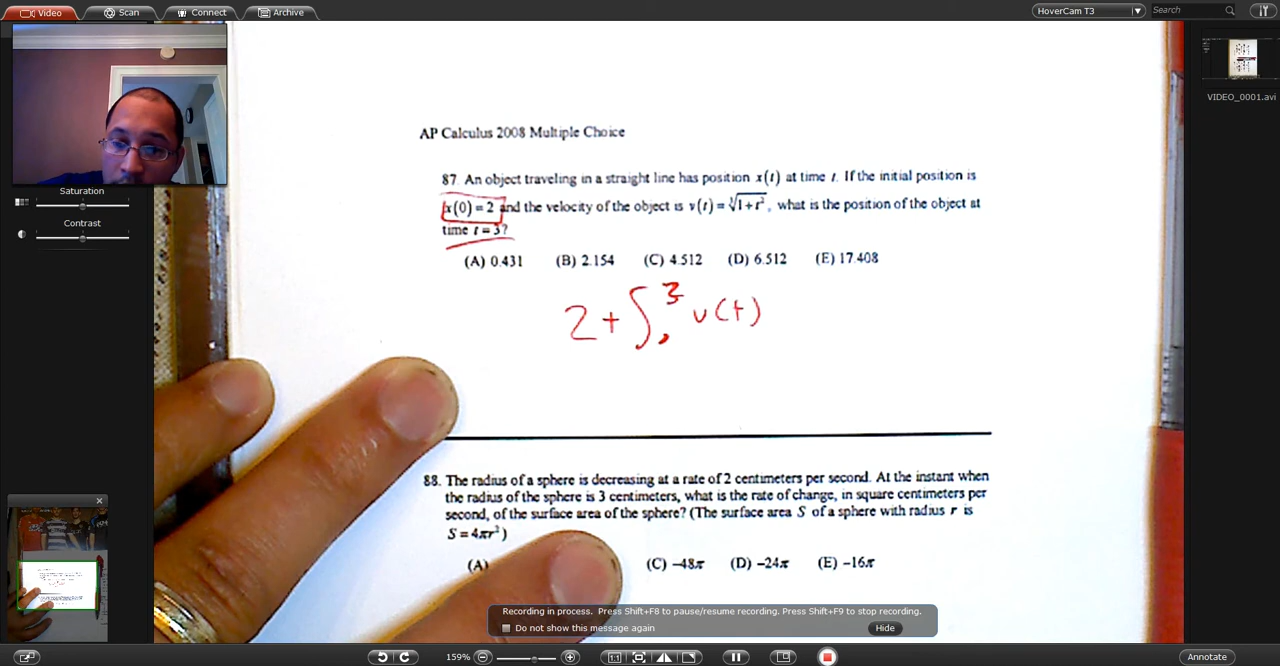 Video Scan Connect Archive HoverCam T3 Search
VIDEO_0001.avi
Saturation
Contrast
AP Calculus 2008 Multiple Choice
87. An object traveling in a straight line has position x(t) at time t. If the initial position is
x(0) = 2 and the velocity of the object is v(t) = ∛1+t², what is the position of the object at
time t = 3?
(A) 0.431 (B) 2.154 (C) 4.512 (D) 6.512 (E) 17.408
2 + ∫₀³ v(t)
88. The radius of a sphere is decreasing at a rate of 2 centimeters per second. At the instant when
the radius of the sphere is 3 centimeters, what is the rate of change, in square centimeters per
second, of the surface area of the sphere? (The surface area S of a sphere with radius r is
S = 4πr²)
(A) (C) −48π (D) −24π (E) −16π
Recording in process. Press Shift+F8 to pause/resume recording. Press Shift+F9 to stop recording.
Do not show this message again Hide
159% 1:1 Annotate